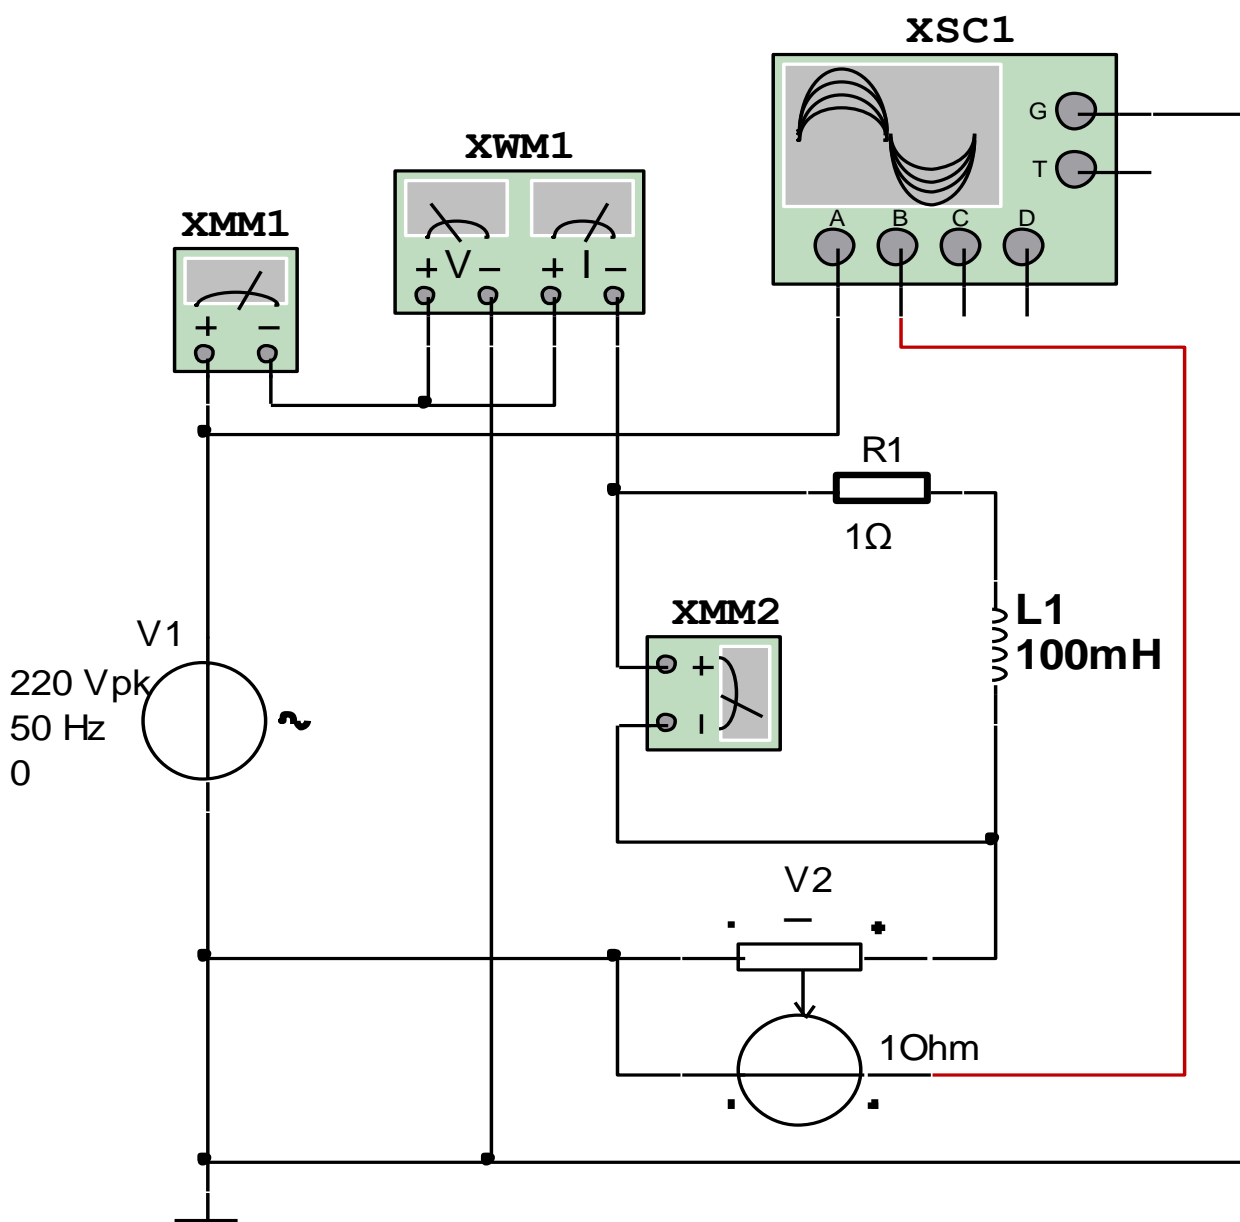 XSC1
G
T
A B C D
XWM1
+ V − + I −
XMM1
+ −
R1
1Ω
XMM2
+
−
L1
100mH
V1
220 Vpk
50 Hz
0
V2
1Ohm